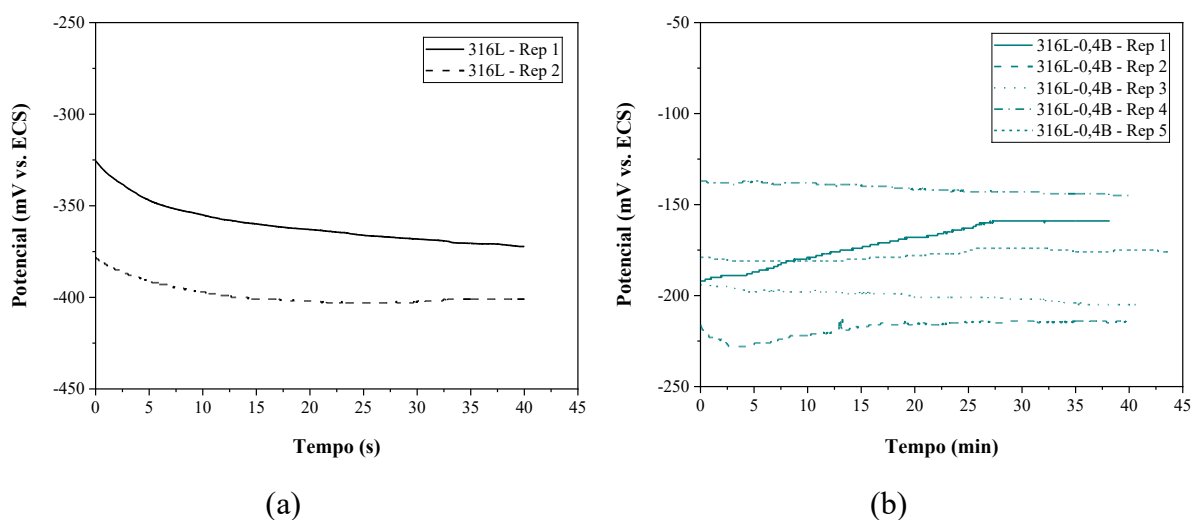 -250
-300
-350
-400
-450
Potencial (mV vs. ECS)
316L - Rep 1
316L - Rep 2
0 5 10 15 20 25 30 35 40 45
Tempo (s)
(a)
-50
-100
-150
-200
-250
Potencial (mV vs. ECS)
316L-0,4B - Rep 1
316L-0,4B - Rep 2
316L-0,4B - Rep 3
316L-0,4B - Rep 4
316L-0,4B - Rep 5
0 5 10 15 20 25 30 35 40 45
Tempo (min)
(b)